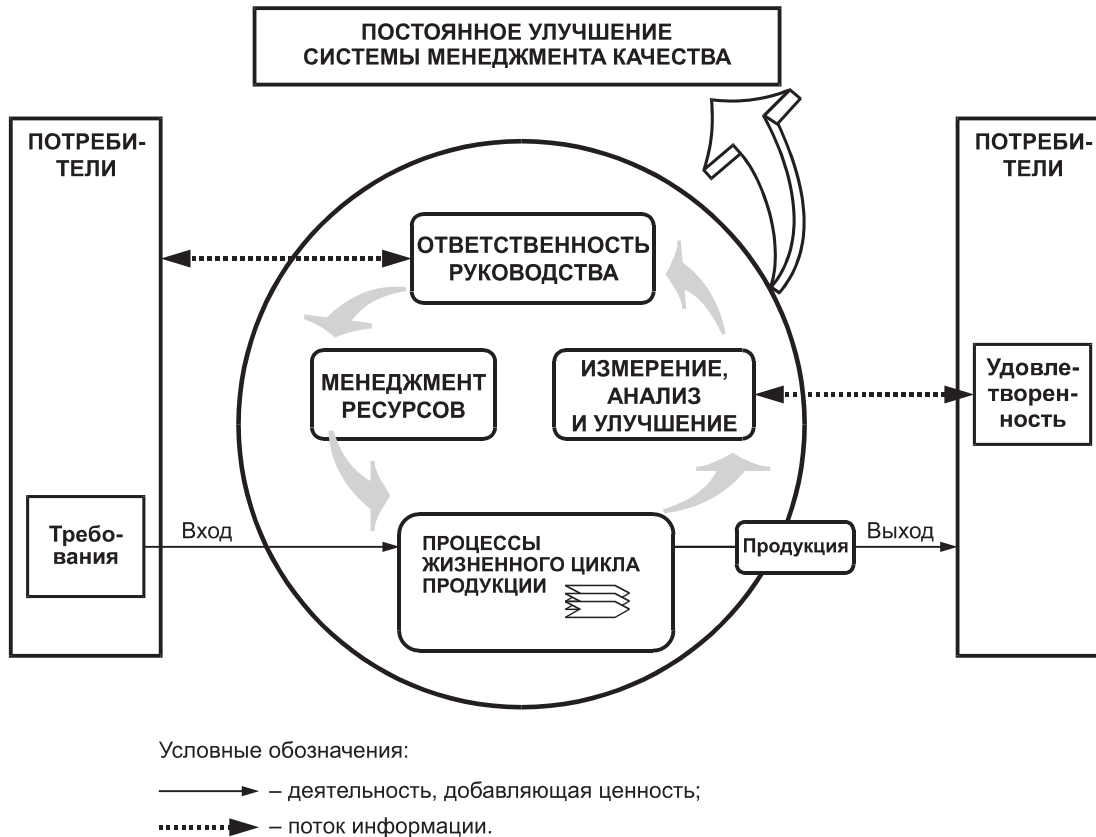 ПОСТОЯННОЕ УЛУЧШЕНИЕ
СИСТЕМЫ МЕНЕДЖМЕНТА КАЧЕСТВА
ПОТРЕБИ-
ТЕЛИ
ПОТРЕБИ-
ТЕЛИ
ОТВЕТСТВЕННОСТЬ
РУКОВОДСТВА
МЕНЕДЖМЕНТ
РЕСУРСОВ
ИЗМЕРЕНИЕ,
АНАЛИЗ
И УЛУЧШЕНИЕ
Удовле-
творен-
ность
Требо-
вания
Вход
ПРОЦЕССЫ
ЖИЗНЕННОГО ЦИКЛА
ПРОДУКЦИИ
Продукция
Выход
Условные обозначения:
– деятельность, добавляющая ценность;
– поток информации.